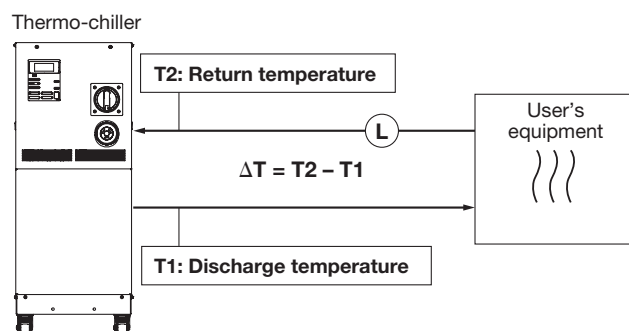 Thermo-chiller
T2: Return temperature
L
User's
equipment
ΔT = T2 – T1
T1: Discharge temperature